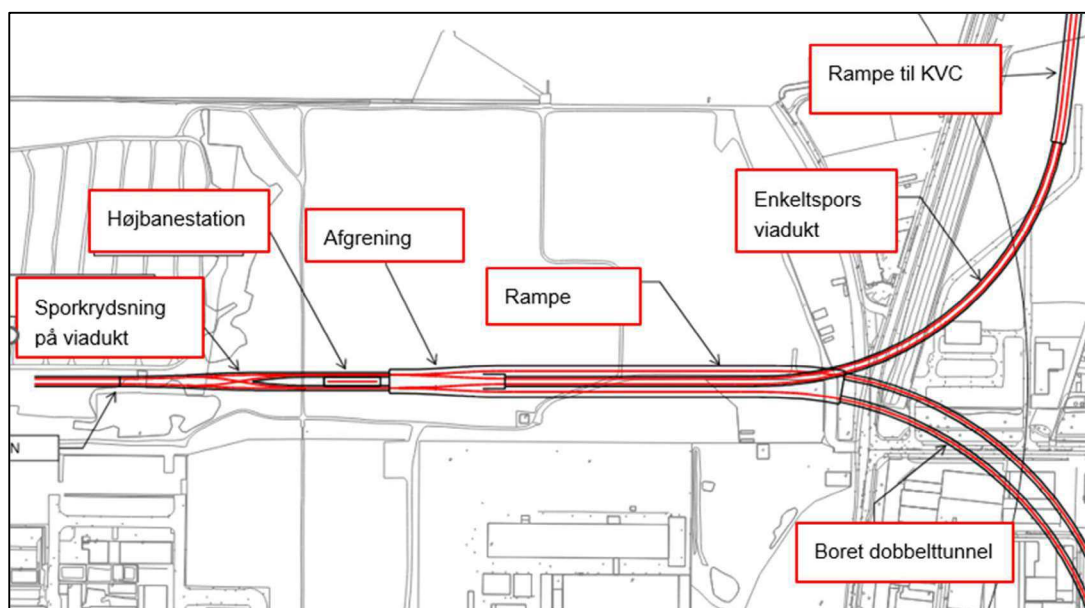 Rampe til KVC
Enkeltspors
viadukt
Højbanestation
Afgrening
Rampe
Sporkrydsning
på viadukt
N
Boret dobbelttunnel